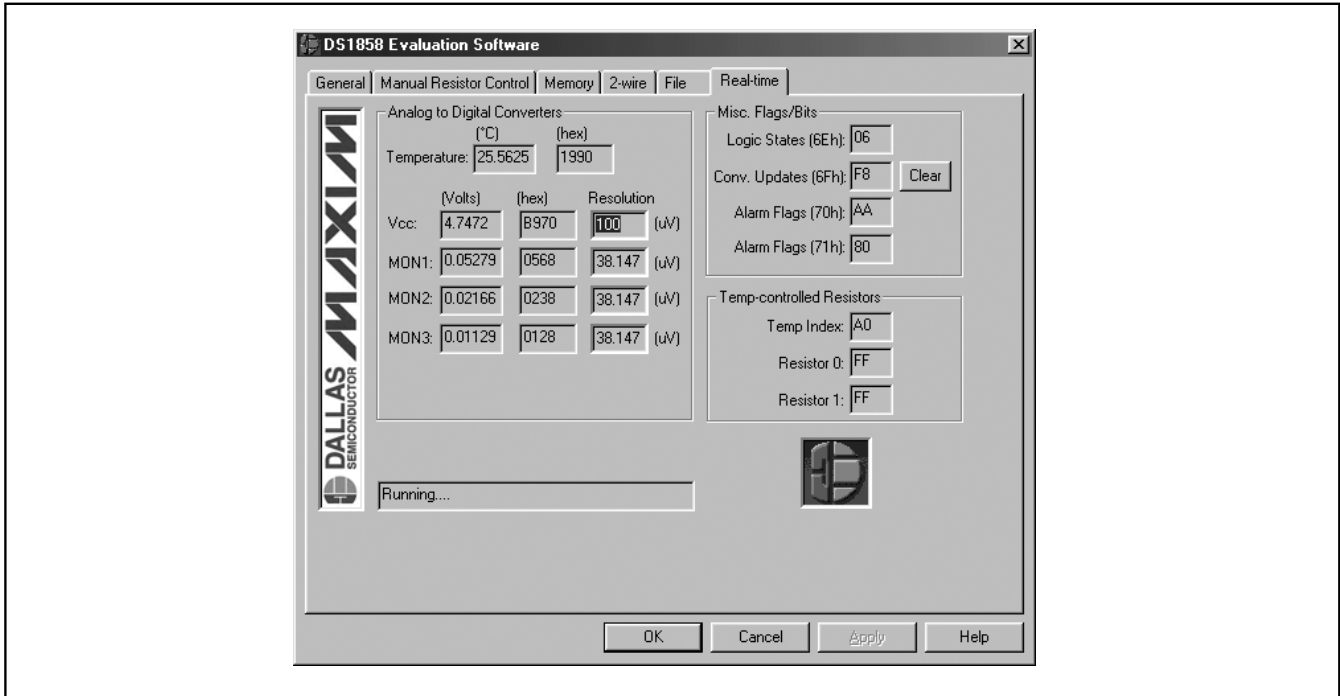 DS1858 Evaluation Software
General Manual Resistor Control Memory 2-wire File Real-time
MAXIM
DALLAS
SEMICONDUCTOR
Analog to Digital Converters
(°C) (hex)
Temperature: 25.5625 1990
(Volts) (hex) Resolution
Vcc: 4.7472 B970 100 (uV)
MON1: 0.05279 0568 38.147 (uV)
MON2: 0.02166 0238 38.147 (uV)
MON3: 0.01129 0128 38.147 (uV)
Running....
Misc. Flags/Bits
Logic States (6Eh): 06
Conv. Updates (6Fh): F8 Clear
Alarm Flags (70h): AA
Alarm Flags (71h): 80
Temp-controlled Resistors
Temp Index: A0
Resistor 0: FF
Resistor 1: FF
OK Cancel Apply Help